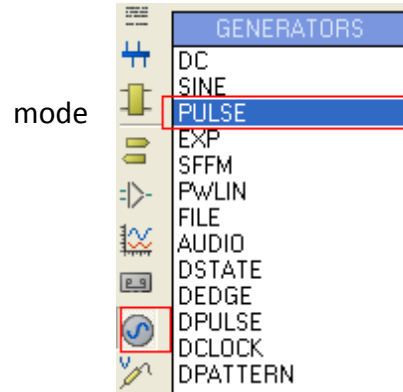 GENERATORS
DC
SINE
mode
PULSE
EXP
SFFM
PWLIN
FILE
AUDIO
DSTATE
DEDGE
DPULSE
DCLOCK
DPATTERN